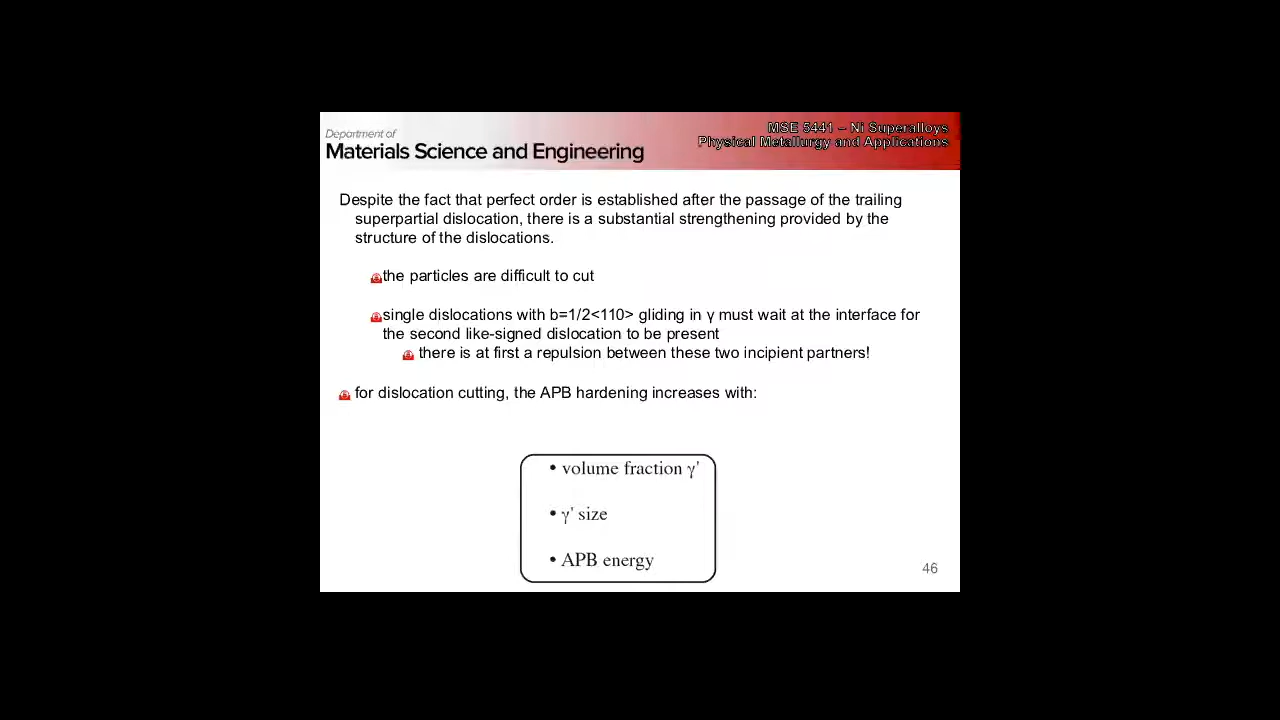 Department of
Materials Science and Engineering
MSE 5441 – Ni Superalloys
Physical Metallurgy and Applications
Despite the fact that perfect order is established after the passage of the trailing
superpartial dislocation, there is a substantial strengthening provided by the
structure of the dislocations.
the particles are difficult to cut
single dislocations with b=1/2<110> gliding in γ must wait at the interface for
the second like-signed dislocation to be present
there is at first a repulsion between these two incipient partners!
for dislocation cutting, the APB hardening increases with:
• volume fraction γ'
• γ' size
• APB energy
46